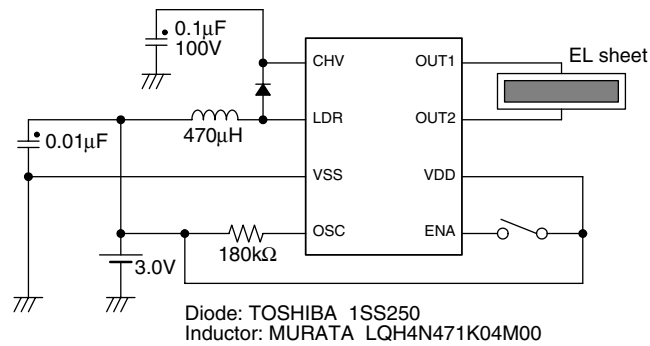 0.1μF
100V
CHV
OUT1
EL sheet
LDR
OUT2
470μH
0.01μF
VSS
VDD
OSC
ENA
180kΩ
3.0V
Diode: TOSHIBA 1SS250
Inductor: MURATA LQH4N471K04M00